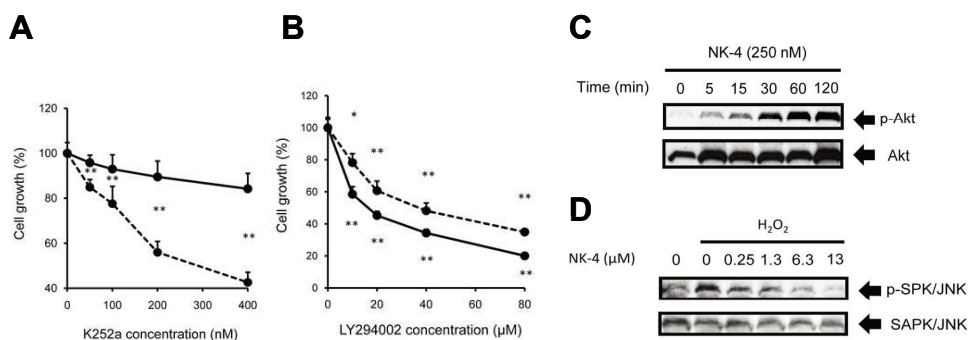 A
B
C
D
120
100
80
60
40
0
100
200
300
400
Cell growth (%)
K252a concentration (nM)
**
**
**
**
120
100
80
60
40
20
0
0
20
40
60
80
Cell growth (%)
LY294002 concentration (µM)
*
**
**
**
**
**
**
**
NK-4 (250 nM)
Time (min) 0 5 15 30 60 120
p-Akt
Akt
H₂O₂
NK-4 (µM) 0 0 0.25 1.3 6.3 13
p-SPK/JNK
SAPK/JNK